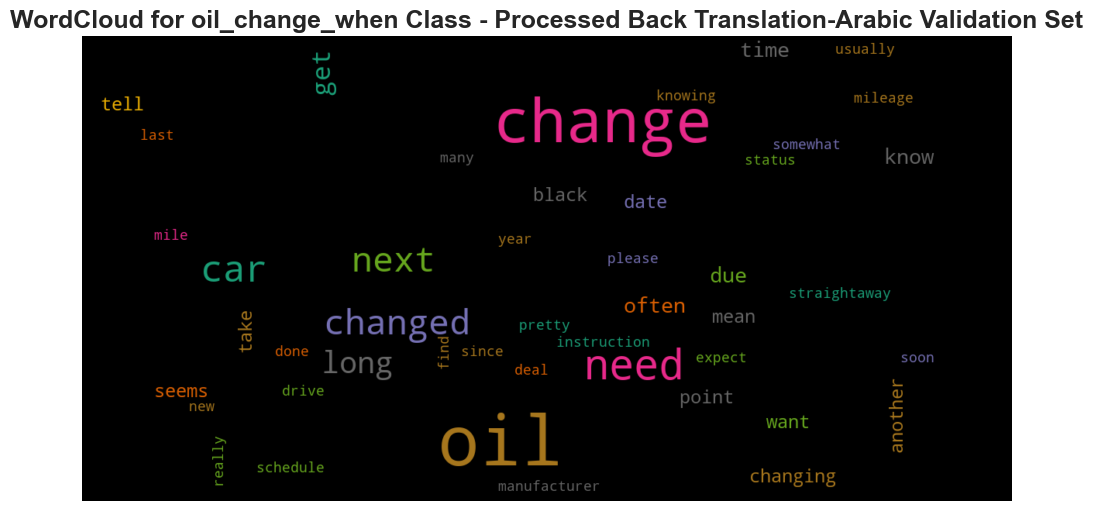 WordCloud for oil_change_when Class - Processed Back Translation-Arabic Validation Set
get
time
usually
tell
knowing
mileage
change
last
somewhat
many
status
know
black
date
mile
year
next
please
car
due
straightaway
often
take
changed
pretty
mean
instruction
done
find
since
long
need
expect
soon
deal
seems
drive
point
new
another
want
oil
really
schedule
changing
manufacturer